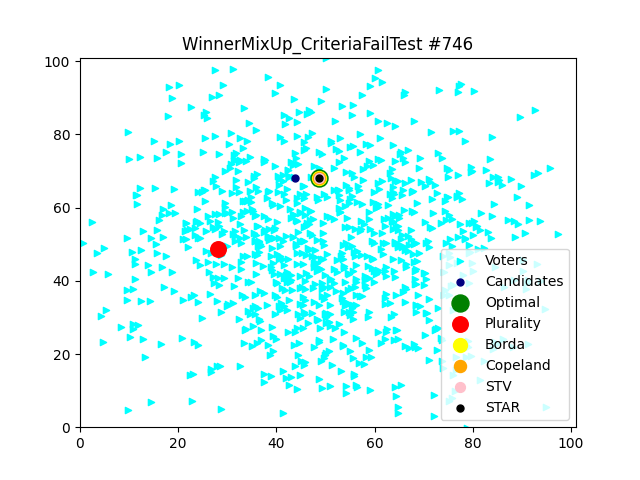 WinnerMixUp_CriteriaFailTest #746
100
80
60
40
20
0
0
20
40
60
80
100
Voters
Candidates
Optimal
Plurality
Borda
Copeland
STV
STAR